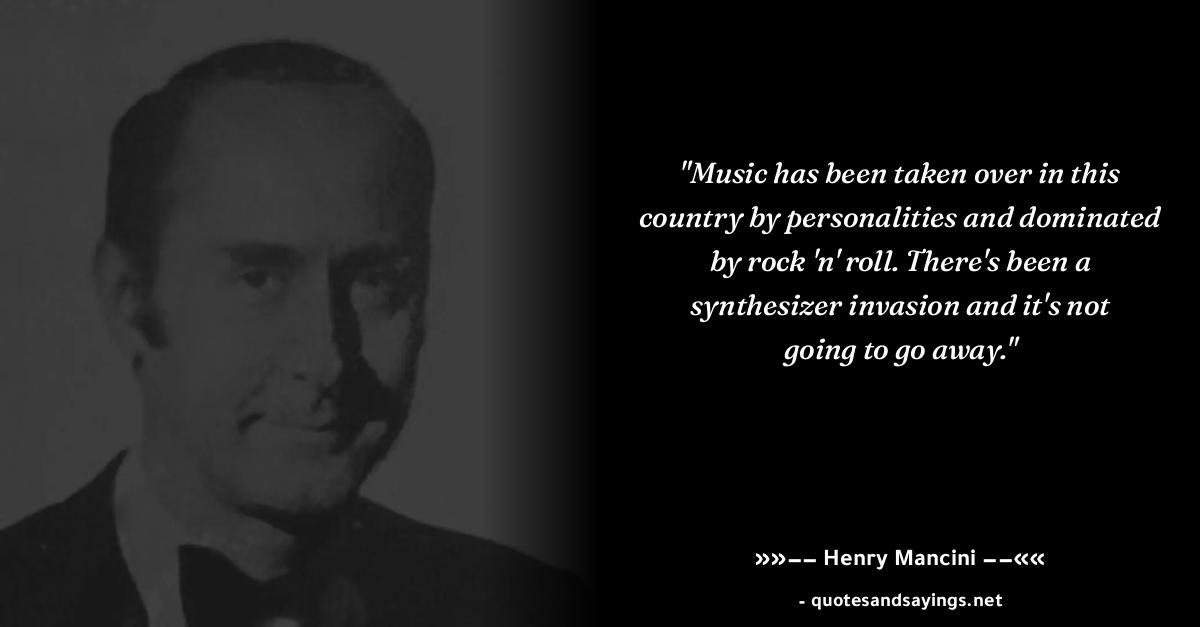 "Music has been taken over in this
country by personalities and dominated
by rock 'n' roll. There's been a
synthesizer invasion and it's not
going to go away."
»»−− Henry Mancini −−««
- quotesandsayings.net